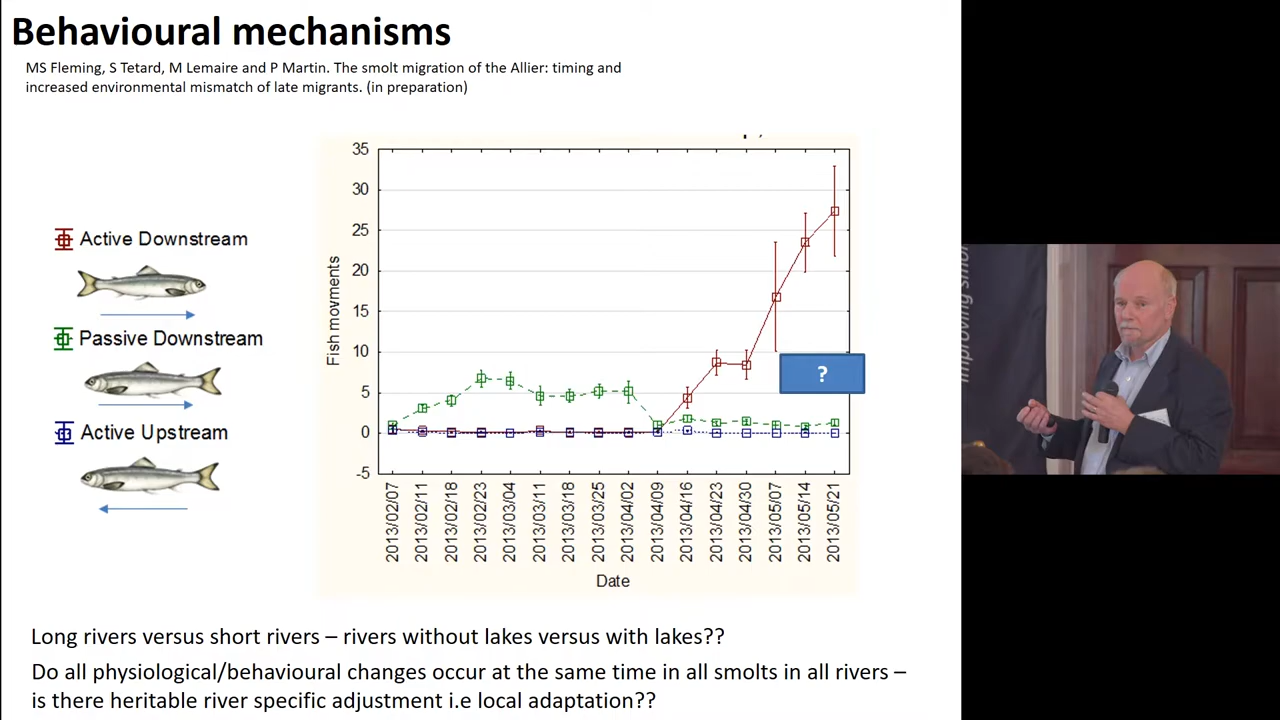 Behavioural mechanisms
MS Fleming, S Tetard, M Lemaire and P Martin. The smolt migration of the Allier: timing and
increased environmental mismatch of late migrants. (in preparation)
Active Downstream
Passive Downstream
Active Upstream
35
30
25
20
15
10
5
0
-5
Fish movments
?
2013/02/07
2013/02/11
2013/02/18
2013/02/23
2013/03/04
2013/03/11
2013/03/18
2013/03/25
2013/04/02
2013/04/09
2013/04/16
2013/04/23
2013/04/30
2013/05/07
2013/05/14
2013/05/21
Date
Long rivers versus short rivers – rivers without lakes versus with lakes??
Do all physiological/behavioural changes occur at the same time in all smolts in all rivers –
is there heritable river specific adjustment i.e local adaptation??
improving